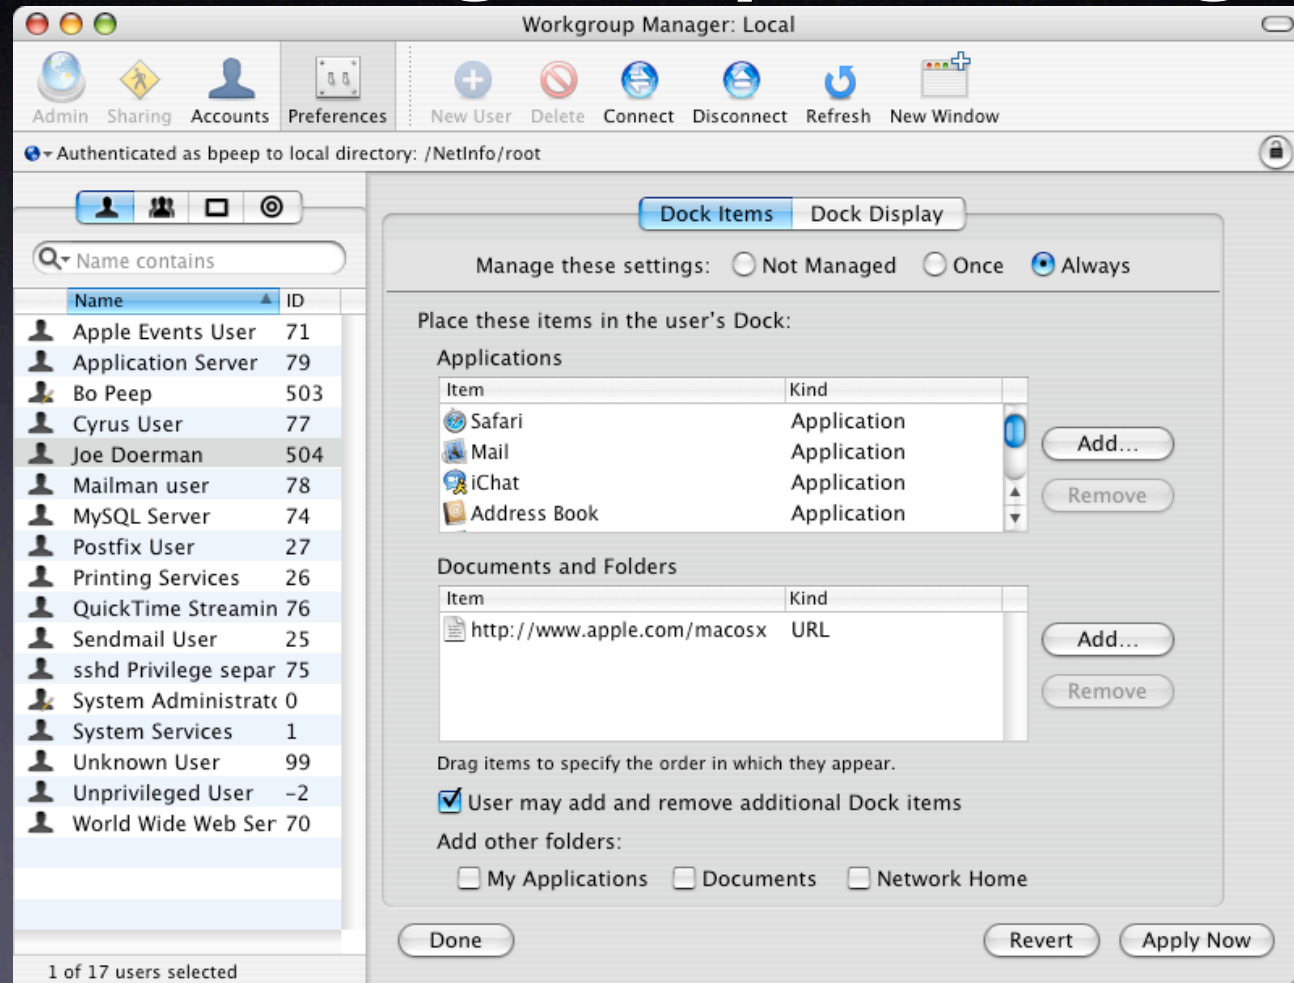 Workgroup Manager: Local
Admin Sharing Accounts Preferences New User Delete Connect Disconnect Refresh New Window
Authenticated as bpeep to local directory: /NetInfo/root
Dock Items Dock Display
Name contains
Manage these settings: Not Managed Once Always
Name ID
Apple Events User 71
Application Server 79
Bo Peep 503
Cyrus User 77
Joe Doerman 504
Mailman user 78
MySQL Server 74
Postfix User 27
Printing Services 26
QuickTime Streamin 76
Sendmail User 25
sshd Privilege separ 75
System Administrat 0
System Services 1
Unknown User 99
Unprivileged User -2
World Wide Web Ser 70
1 of 17 users selected
Place these items in the user's Dock:
Applications
Item Kind
Safari Application
Mail Application
iChat Application
Address Book Application
Add...
Remove
Documents and Folders
Item Kind
http://www.apple.com/macosx URL
Add...
Remove
Drag items to specify the order in which they appear.
User may add and remove additional Dock items
Add other folders:
My Applications Documents Network Home
Done Revert Apply Now